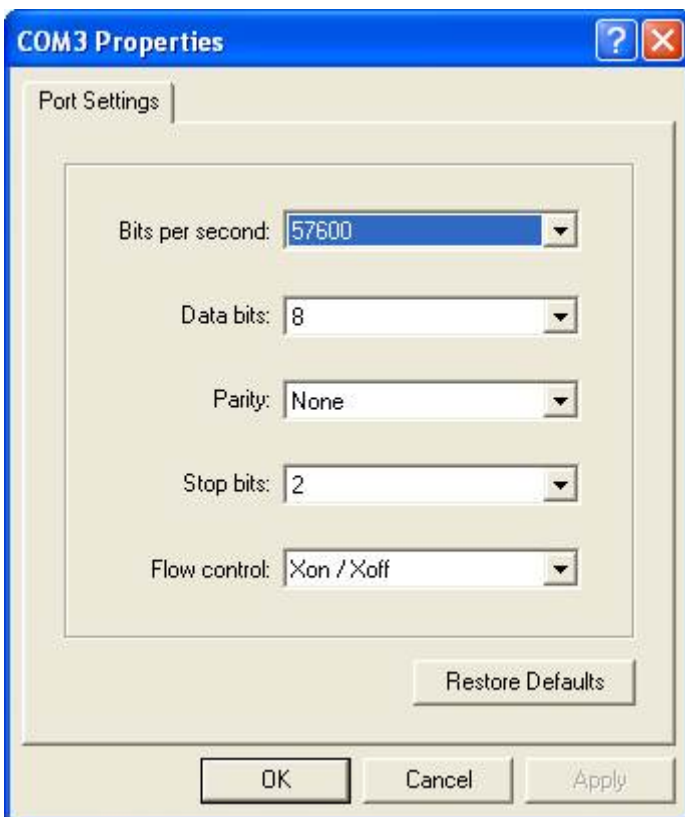 COM3 Properties
Port Settings
Bits per second: 57600
Data bits: 8
Parity: None
Stop bits: 2
Flow control: Xon / Xoff
Restore Defaults
OK Cancel Apply